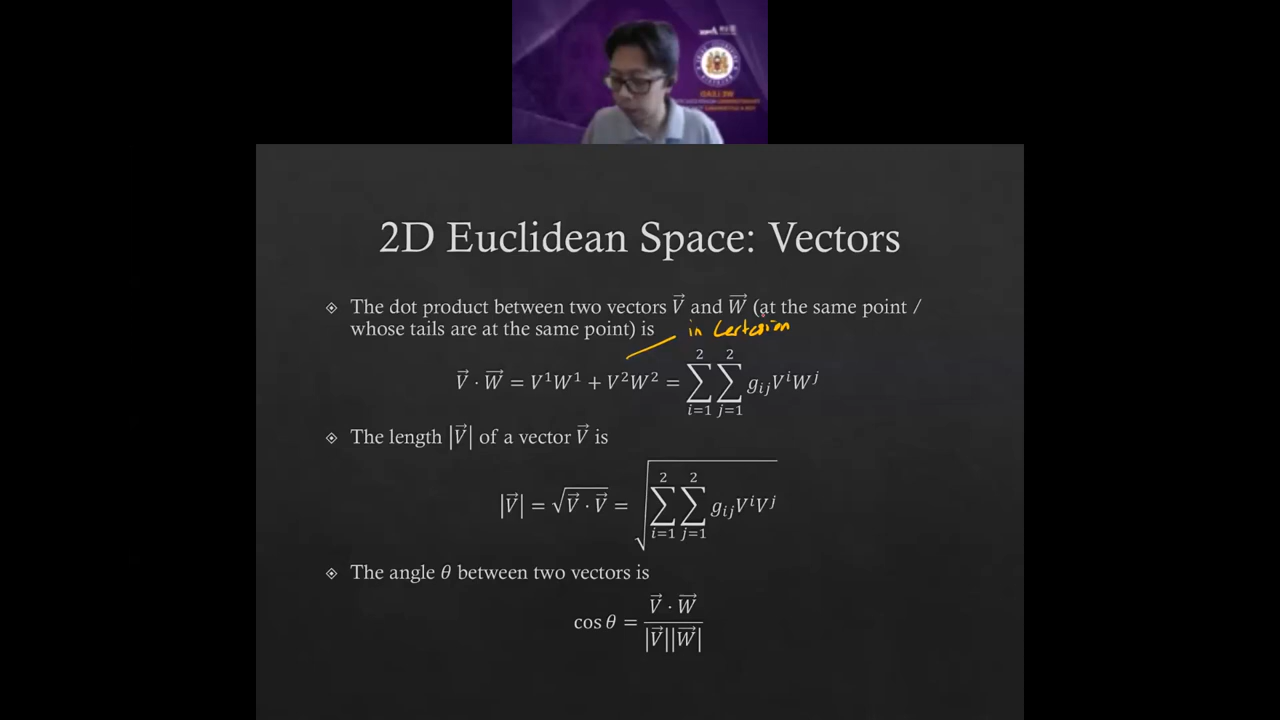 2D Euclidean Space: Vectors
The dot product between two vectors V⃗ and W⃗ (at the same point /
whose tails are at the same point) is
in Cartesian
V⃗ · W⃗ = V¹W¹ + V²W² = ∑_{i=1}^{2} ∑_{j=1}^{2} g_{ij}V^iW^j
The length |V⃗| of a vector V⃗ is
|V⃗| = √(V⃗ · V⃗) = √(∑_{i=1}^{2} ∑_{j=1}^{2} g_{ij}V^iV^j)
The angle θ between two vectors is
cos θ = (V⃗ · W⃗) / (|V⃗||W⃗|)